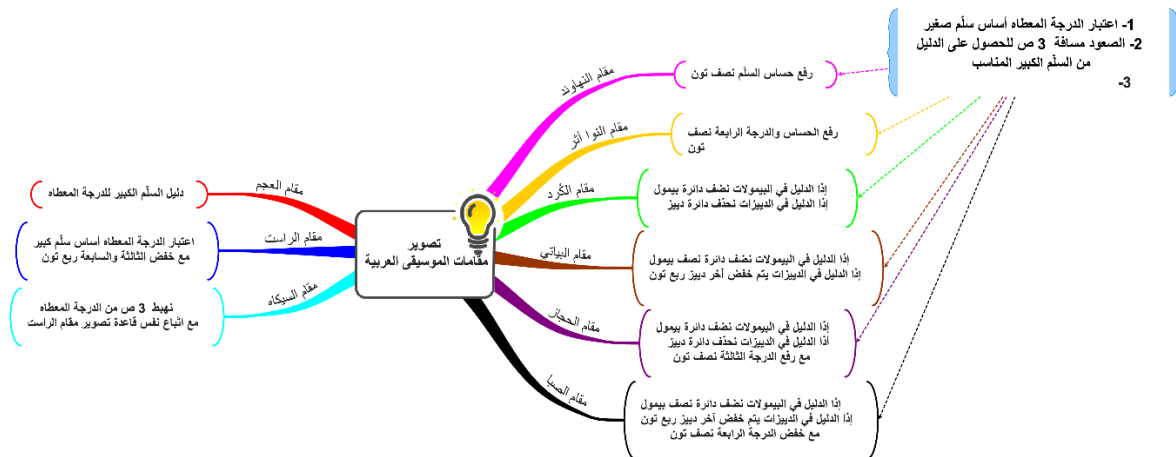 1- اعتبار الدرجة المعطاه أساس سلّم صغير
2- الصعود مسافة 3 ص للحصول على الدليل
من السلّم الكبير المناسب
3-
مقام النهاوند
رفع حساس السلّم نصف تون
مقام النوا أثر
رفع الحساس والدرجة الرابعة نصف
تون
مقام الكُرد
إذا الدليل في البيمولات نضف دائرة بيمول
إذا الدليل في الدييزات نحذف دائرة دييز
مقام البياتي
إذا الدليل في البيمولات نضف دائرة نصف بيمول
إذا الدليل في الدييزات يتم خفض آخر دييز ربع تون
مقام الحجاز
إذا الدليل في البيمولات نضف دائرة بيمول
أذا الدليل في الدييزات نحذف دائرة دييز
مع رفع الدرجة الثالثة نصف تون
مقام الصبا
إذا الدليل في البيمولات نضف دائرة نصف بيمول
إذا الدليل في الدييزات يتم خفض آخر دييز ربع تون
مع خفض الدرجة الرابعة نصف تون
تصوير
مقامات الموسيقى العربية
مقام العجم
دليل السلّم الكبير للدرجة المعطاه
مقام الراست
اعتبار الدرجة المعطاه أساس سلّم كبير
مع خفض الثالثة والسابعة ربع تون
مقام السيكاه
نهبط 3 ص من الدرجة المعطاه
مع اتباع نفس قاعدة تصوير مقام الراست